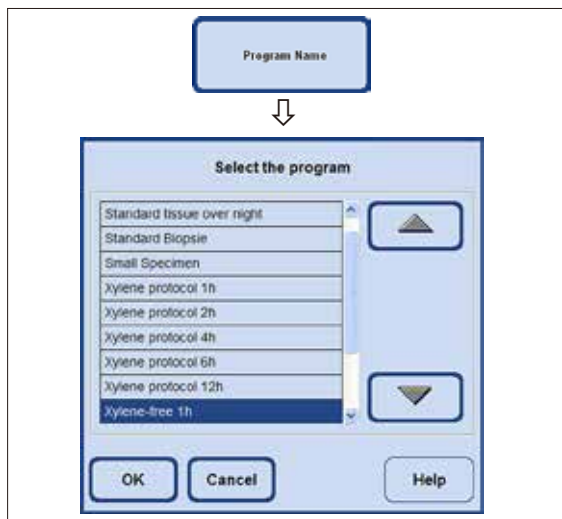 Program Name
Select the program
Standard tissue over night
Standard Biopsie
Small Specimen
Xylene protocol 1h
Xylene protocol 2h
Xylene protocol 4h
Xylene protocol 6h
Xylene protocol 12h
Xylene-free 1h
OK Cancel Help